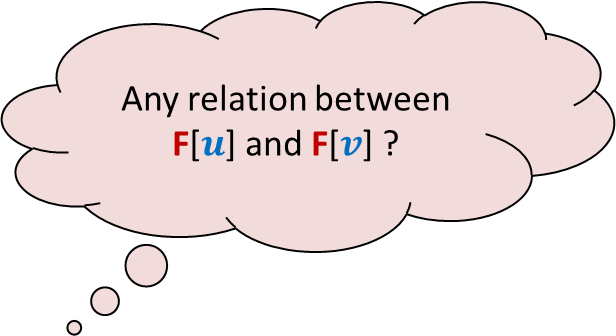 Any relation between
F[u] and F[v] ?